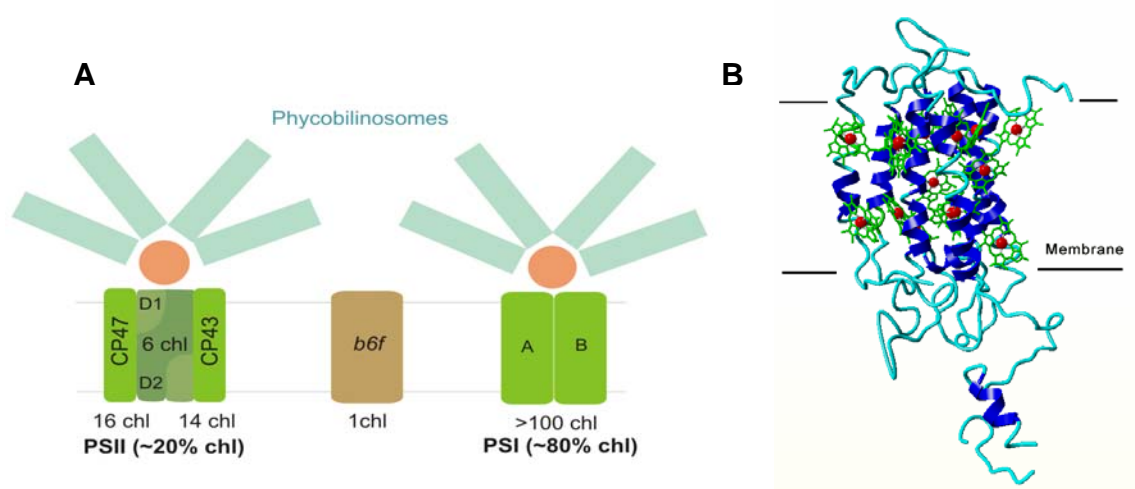 A
B
Phycobilinosomes
CP47
D1
6 chl
D2
CP43
b6f
A
B
Membrane
16 chl
14 chl
PSII (~20% chl)
1chl
>100 chl
PSI (~80% chl)